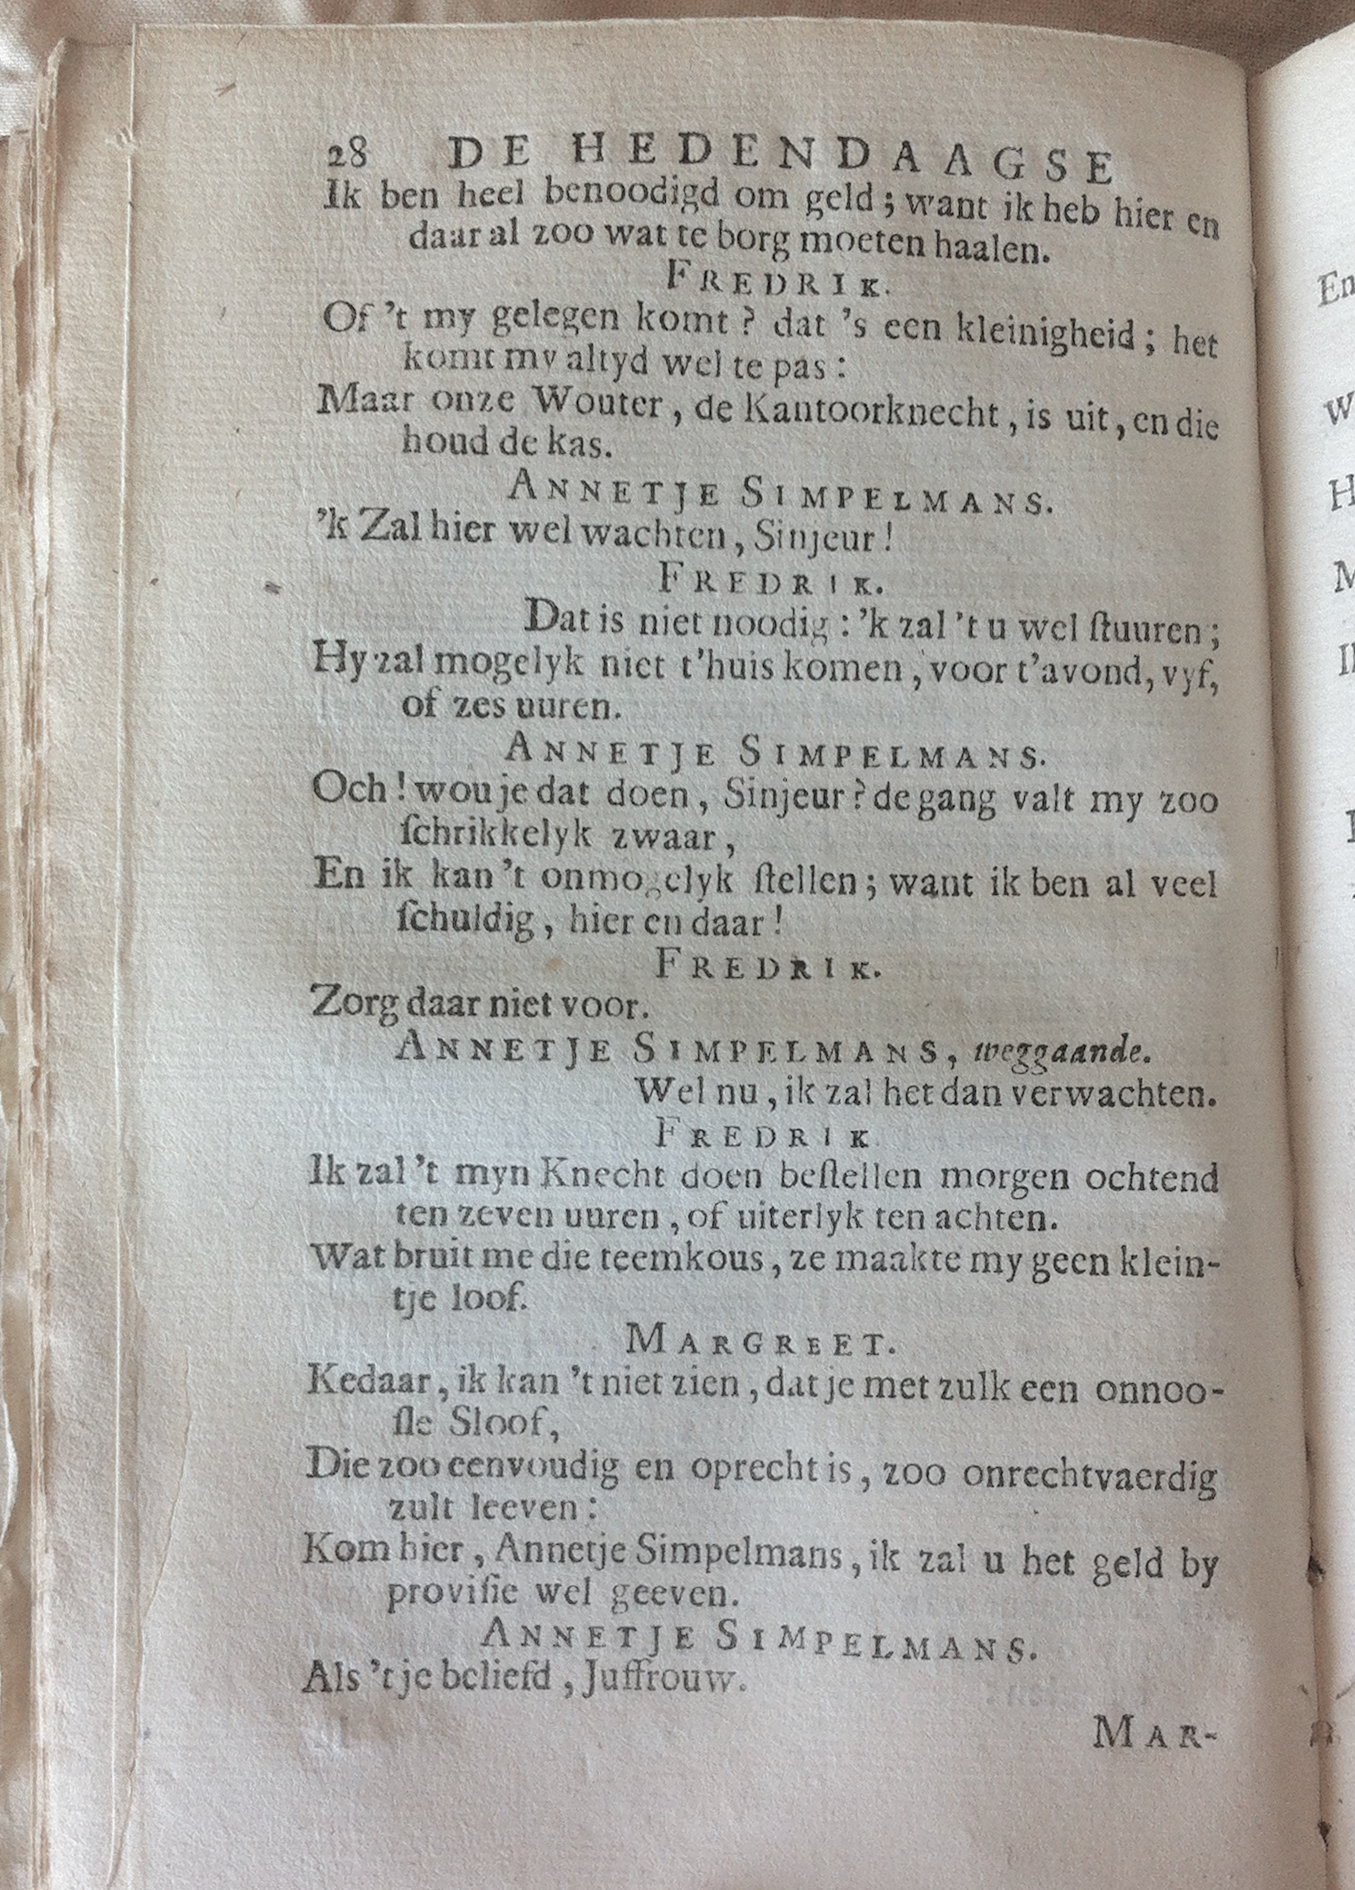 28 DE HEDENDAAGSE
Ik ben heel benoodigd om geld; want ik heb hier en
daar al zoo wat te borg moeten haalen.
FREDRIK.
Of 't my gelegen komt? dat 's een kleinigheid; het
komt my altyd wel te pas:
Maar onze Wouter, de Kantoorknecht, is uit, en die
houd de kas.
ANNETJE SIMPELMANS.
'k Zal hier wel wachten, Sinjeur!
FREDRIK.
Dat is niet noodig: 'k zal 't u wel ſtuuren;
Hy zal mogelyk niet t'huis komen, voor t'avond, vyf,
of zes uuren.
ANNETJE SIMPELMANS.
Och! wou je dat doen, Sinjeur? de gang valt my zoo
ſchrikkelyk zwaar,
En ik kan 't onmogelyk ſtellen; want ik ben al veel
ſchuldig, hier en daar!
FREDRIK.
Zorg daar niet voor.
ANNETJE SIMPELMANS, weggaande.
Wel nu, ik zal het dan verwachten.
FREDRIK
Ik zal 't myn Knecht doen beſtellen morgen ochtend
ten zeven uuren, of uiterlyk ten achten.
Wat bruit me die teemkous, ze maakte my geen klein-
tje loof.
MARGREET.
Kedaar, ik kan 't niet zien, dat je met zulk een onnoo-
ſle Sloof,
Die zoo eenvoudig en oprecht is, zoo onrechtvaerdig
zult leeven:
Kom hier, Annetje Simpelmans, ik zal u het geld by
proviſie wel geeven.
ANNETJE SIMPELMANS.
Als 't je beliefd, Juffrouw.
MAR-
En
W
H
M